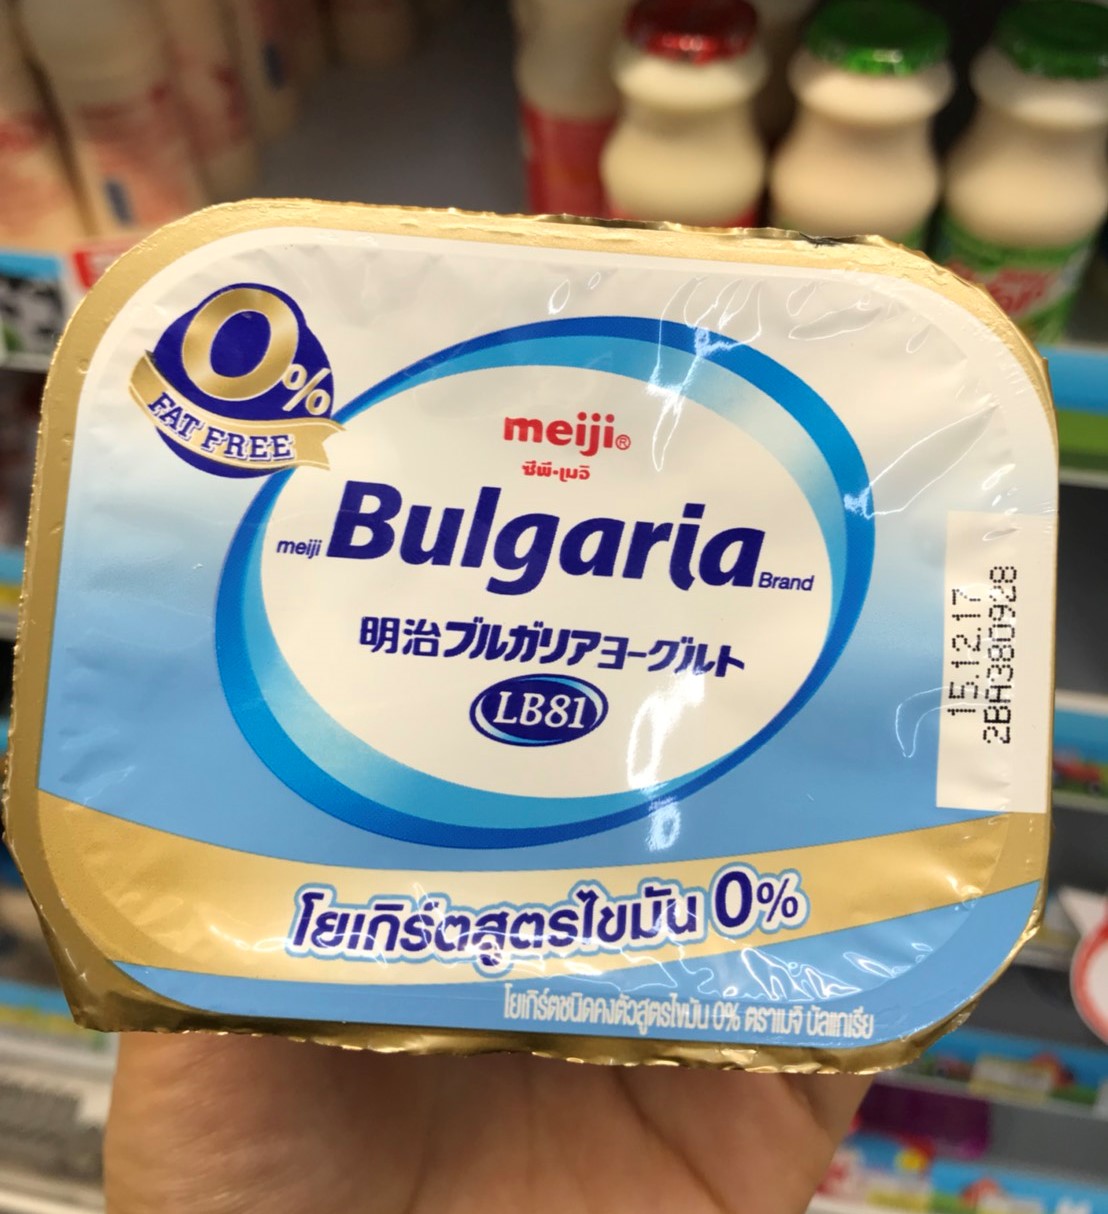 0%
FAT FREE
meiji®
ซีพี-เมจิ
meiji Bulgaria Brand
明治ブルガリアヨーグルト
LB81
15.12.17
2BA380928
โยเกิร์ตสูตรไขมัน 0%
โยเกิร์ตชนิดคงตัวสูตรไขมัน 0% ตราเมจิ บัลแกเรีย